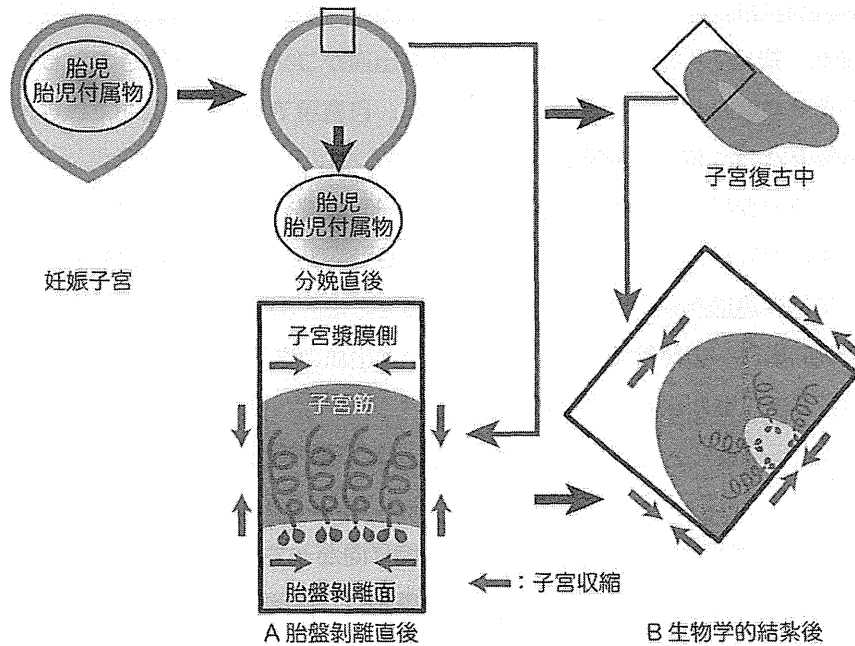 胎児
胎児付属物
胎児
胎児付属物
子宮復古中
妊娠子宮
分娩直後
子宮漿膜側
子宮筋
胎盤剝離面
←：子宮収縮
A 胎盤剝離直後
B 生物学的結紮後